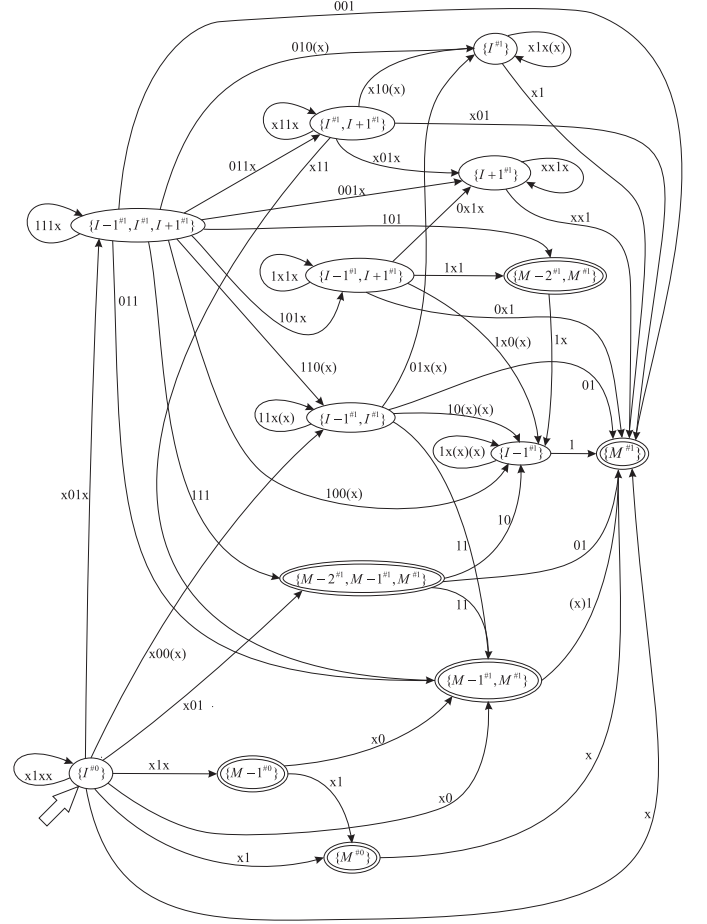 001
010(x)
{I^#1}
x1x(x)
x10(x)
x1
x11x
{I^#1, I+1^#1}
x01
x01x
011x
x11
{I+1^#1}
xx1x
001x
0x1x
xx1
111x
{I−1^#1, I^#1, I+1^#1}
101
1x1x
{I−1^#1, I+1^#1}
1x1
{M−2^#1, M^#1}
011
101x
0x1
1x0(x)
1x
110(x)
01x(x)
01
11x(x)
{I−1^#1, I^#1}
10(x)(x)
1x(x)(x)
{I−1^#1}
1
{M^#1}
x01x
111
100(x)
10
11
01
{M−2^#1, M−1^#1, M^#1}
11
(x)1
x00(x)
{M−1^#1, M^#1}
x01
x0
x1xx
{I^#0}
x1x
{M−1^#0}
x1
x0
x
x
x1
{M^#0}